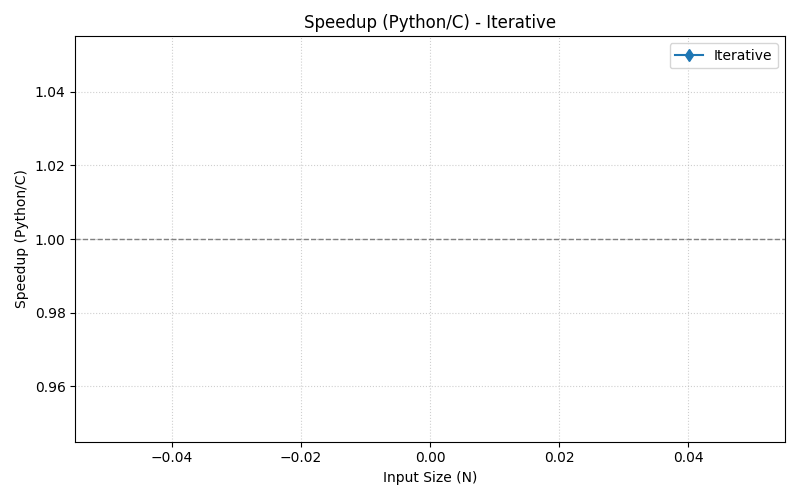 Speedup (Python/C) - Iterative
Iterative
1.04
1.02
1.00
0.98
0.96
Speedup (Python/C)
−0.04
−0.02
0.00
0.02
0.04
Input Size (N)